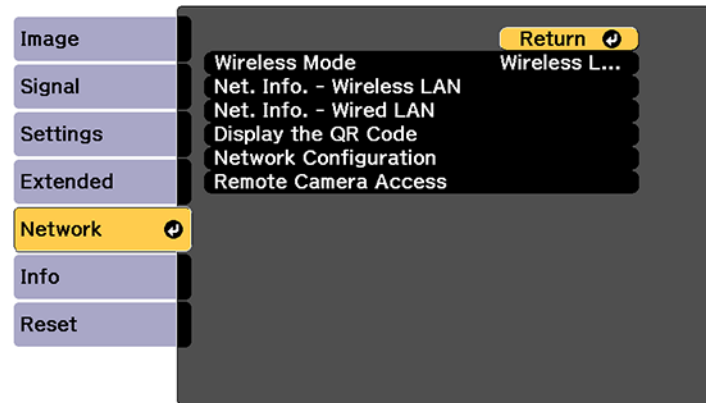 Image
Signal
Settings
Extended
Network
Info
Reset
Return
Wireless Mode Wireless L...
Net. Info. - Wireless LAN
Net. Info. - Wired LAN
Display the QR Code
Network Configuration
Remote Camera Access